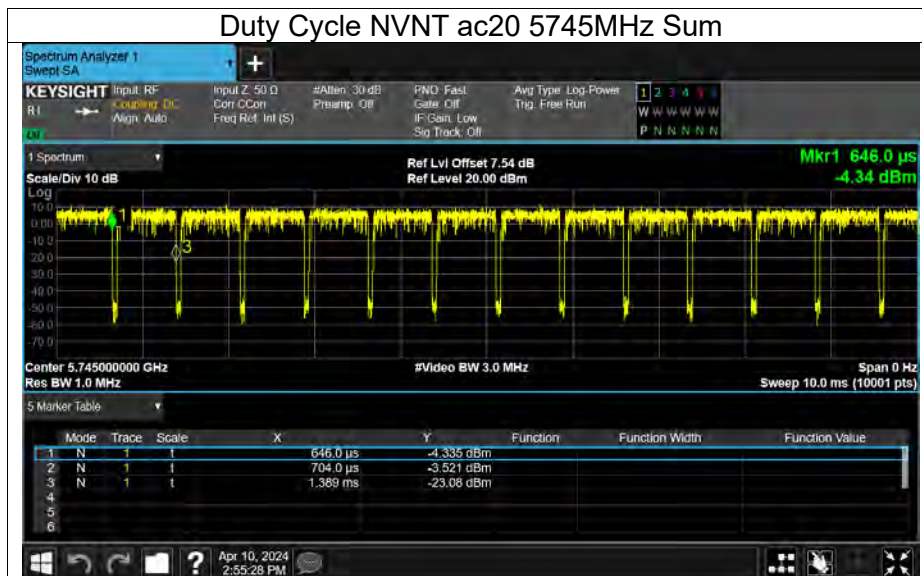 Duty Cycle NVNT ac20 5745MHz Sum
Spectrum Analyzer 1
Swept SA
+
KEYSIGHT Input: RF Input Z: 50 Ω #Atten: 30 dB PNO: Fast Avg Type: Log-Power 1 2 3 4 5 6
Coupling: DC Corr CCorr Preamp: Off Gate: Off Trig: Free Run W W W W W W
Align: Auto Freq Ref: Int (S) IF Gain: Low
Sig Track: Off P N N N N N
1 Spectrum
Ref Lvl Offset 7.54 dB Mkr1 646.0 µs
Scale/Div 10 dB Ref Level 20.00 dBm -4.34 dBm
Log
10.0
0.00
-10.0
-20.0
-30.0
-40.0
-50.0
-60.0
-70.0
1
3
Center 5.745000000 GHz #Video BW 3.0 MHz Span 0 Hz
Res BW 1.0 MHz Sweep 10.0 ms (10001 pts)
5 Marker Table
Mode Trace Scale X Y Function Function Width Function Value
1 N 1 t 646.0 µs -4.335 dBm
2 N 1 t 704.0 µs -3.521 dBm
3 N 1 t 1.389 ms -23.08 dBm
4
5
6
?
Apr 10, 2024
2:55:28 PM